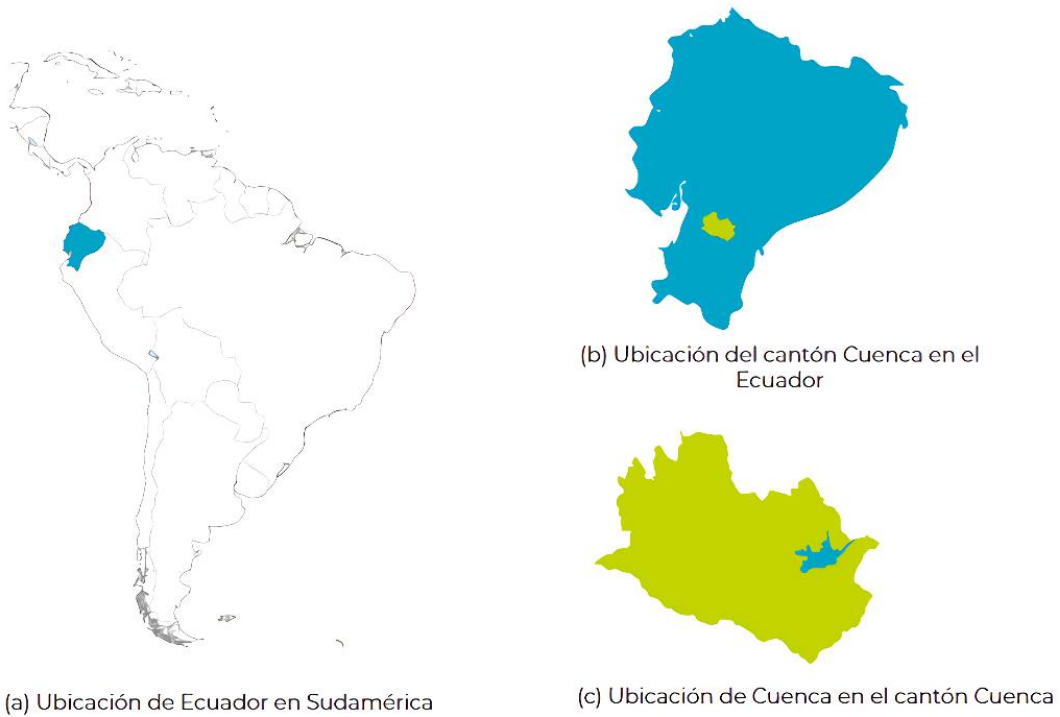 (a) Ubicación de Ecuador en Sudamérica
(b) Ubicación del cantón Cuenca en el
Ecuador
(c) Ubicación de Cuenca en el cantón Cuenca